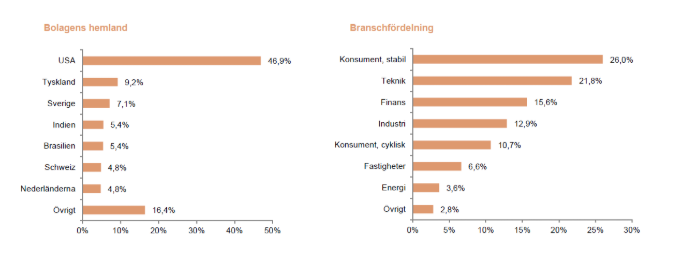 Bolagens hemland
USA 46,9%
Tyskland 9,2%
Sverige 7,1%
Indien 5,4%
Brasilien 5,4%
Schweiz 4,8%
Nederländerna 4,8%
Övrigt 16,4%
0% 10% 20% 30% 40% 50%
Branschfördelning
Konsument, stabil 26,0%
Teknik 21,8%
Finans 15,6%
Industri 12,9%
Konsument, cyklisk 10,7%
Fastigheter 6,6%
Energi 3,6%
Övrigt 2,8%
0% 5% 10% 15% 20% 25% 30%